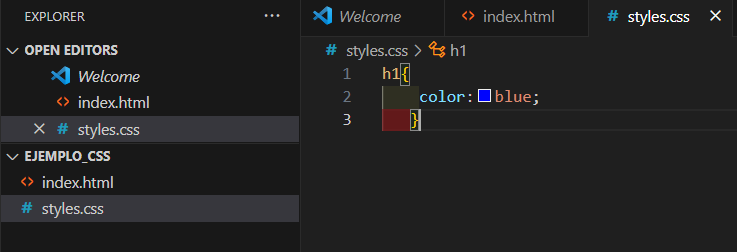 EXPLORER ···
OPEN EDITORS
Welcome
index.html
styles.css
EJEMPLO_CSS
index.html
styles.css
Welcome index.html styles.css
styles.css > h1
1 h1{
2 color: blue;
3 }